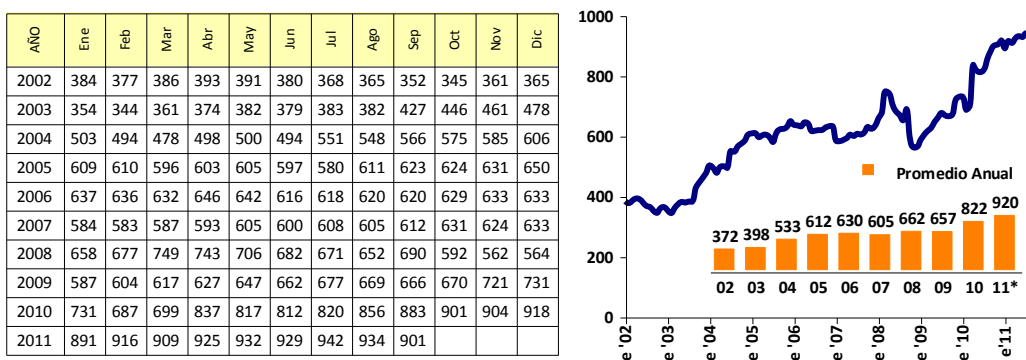 AÑO Ene Feb Mar Abr May Jun Jul Ago Sep Oct Nov Dic
2002 384 377 386 393 391 380 368 365 352 345 361 365
2003 354 344 361 374 382 379 383 382 427 446 461 478
2004 503 494 478 498 500 494 551 548 566 575 585 606
2005 609 610 596 603 605 597 580 611 623 624 631 650
2006 637 636 632 646 642 616 618 620 620 629 633 633
2007 584 583 587 593 605 600 608 605 612 631 624 633
2008 658 677 749 743 706 682 671 652 690 592 562 564
2009 587 604 617 627 647 662 677 669 666 670 721 731
2010 731 687 699 837 817 812 820 856 883 901 904 918
2011 891 916 909 925 932 929 942 934 901
1000
800
600
400
200
0
Promedio Anual
372 398 533 612 630 605 662 657 822 920
02 03 04 05 06 07 08 09 10 11*
e'02 e'03 e'04 e'05 e'06 e'07 e'08 e'09 e'10 e'11